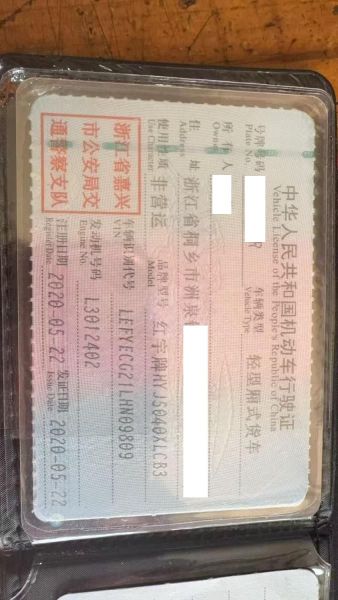 中华人民共和国机动车行驶证
Vehicle License of the People's Republic of China
号牌号码
Plate No.
车辆类型 轻型厢式货车
Vehicle Type
所有人
Owner
住址 浙江省桐乡市洲泉
Address
使用性质 非营运
Use Character
品牌型号 红宇牌HYJ5040XLCB3
Model
浙江省嘉兴
市公安局交
通警察支队
车辆识别代号 LEFYECG21LHN09809
VIN
发动机号码 L3012402
Engine No.
注册日期 2020-05-22
Register Date
发证日期 2020-05-22
Issue Date